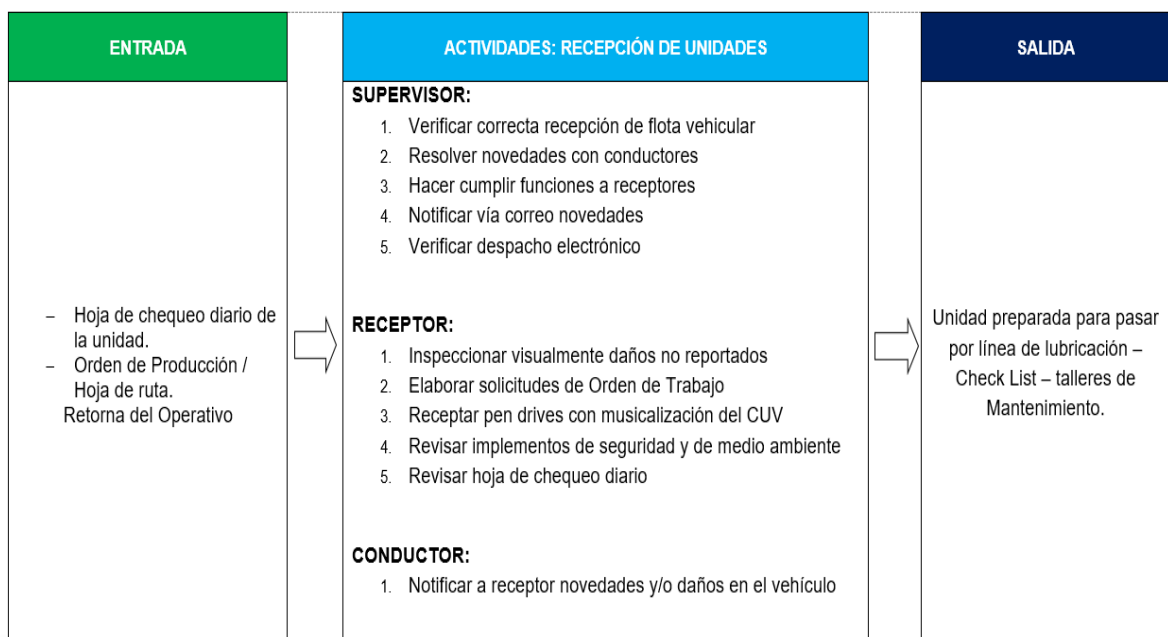 ENTRADA
– Hoja de chequeo diario de
la unidad.
– Orden de Producción /
Hoja de ruta.
Retorna del Operativo
ACTIVIDADES: RECEPCIÓN DE UNIDADES
SUPERVISOR:
1. Verificar correcta recepción de flota vehicular
2. Resolver novedades con conductores
3. Hacer cumplir funciones a receptores
4. Notificar vía correo novedades
5. Verificar despacho electrónico
RECEPTOR:
1. Inspeccionar visualmente daños no reportados
2. Elaborar solicitudes de Orden de Trabajo
3. Receptar pen drives con musicalización del CUV
4. Revisar implementos de seguridad y de medio ambiente
5. Revisar hoja de chequeo diario
CONDUCTOR:
1. Notificar a receptor novedades y/o daños en el vehículo
SALIDA
Unidad preparada para pasar
por línea de lubricación –
Check List – talleres de
Mantenimiento.